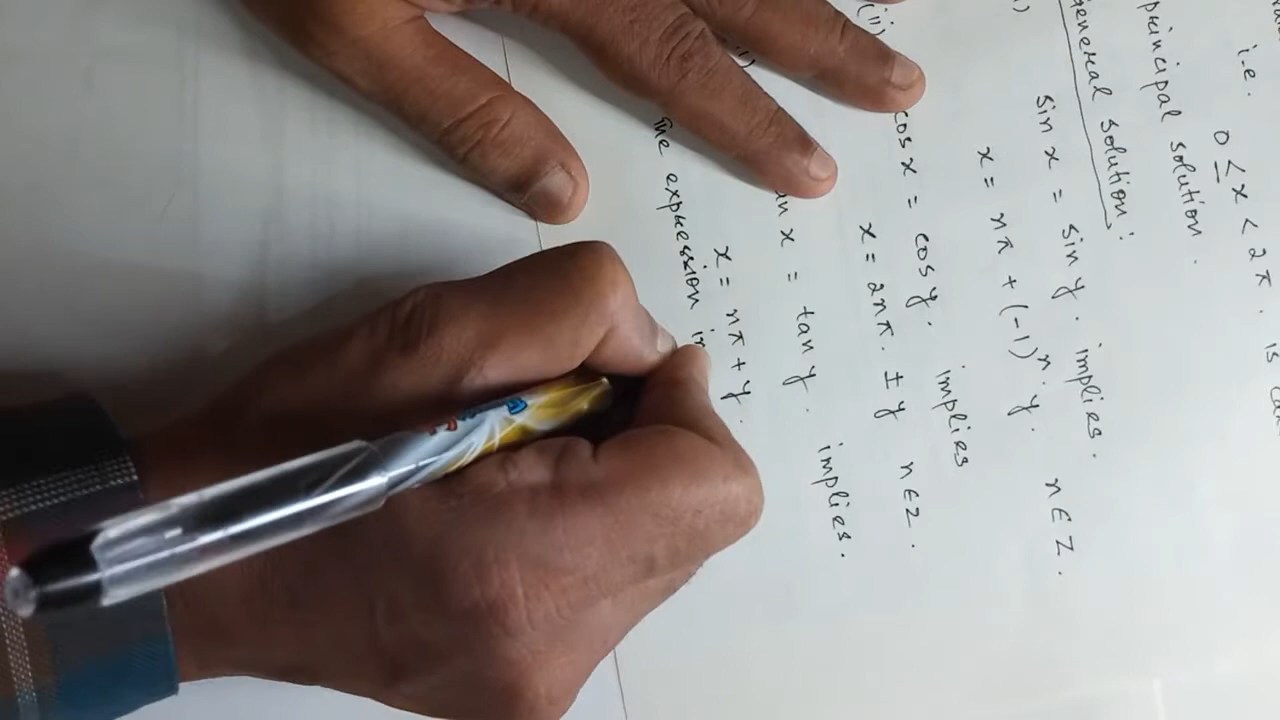 i.e. 0 ≤ x < 2π. is
principal solution.
General solution:
sin x = sin y. implies.
x = nπ + (-1)^n . y. n ∈ Z.
(ii) cos x = cos y. implies
x = 2nπ. ± y n ∈ Z.
x = tan y. implies.
x = nπ + y.
The expression